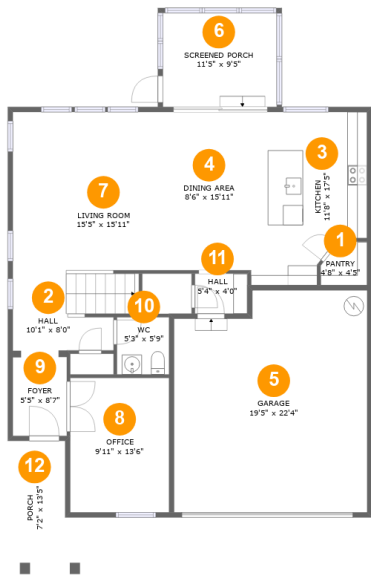 6
SCREENED PORCH
11'5" × 9'5"
3
KITCHEN
11'8" × 17'5"
4
DINING AREA
8'6" × 15'11"
7
LIVING ROOM
15'5" × 15'11"
1
PANTRY
4'8" × 4'5"
11
HALL
5'4" × 4'0"
2
HALL
10'1" × 8'0"
10
WC
5'3" × 5'9"
9
FOYER
5'5" × 8'7"
5
GARAGE
19'5" × 22'4"
8
OFFICE
9'11" × 13'6"
12
PORCH
7'2" × 13'5"